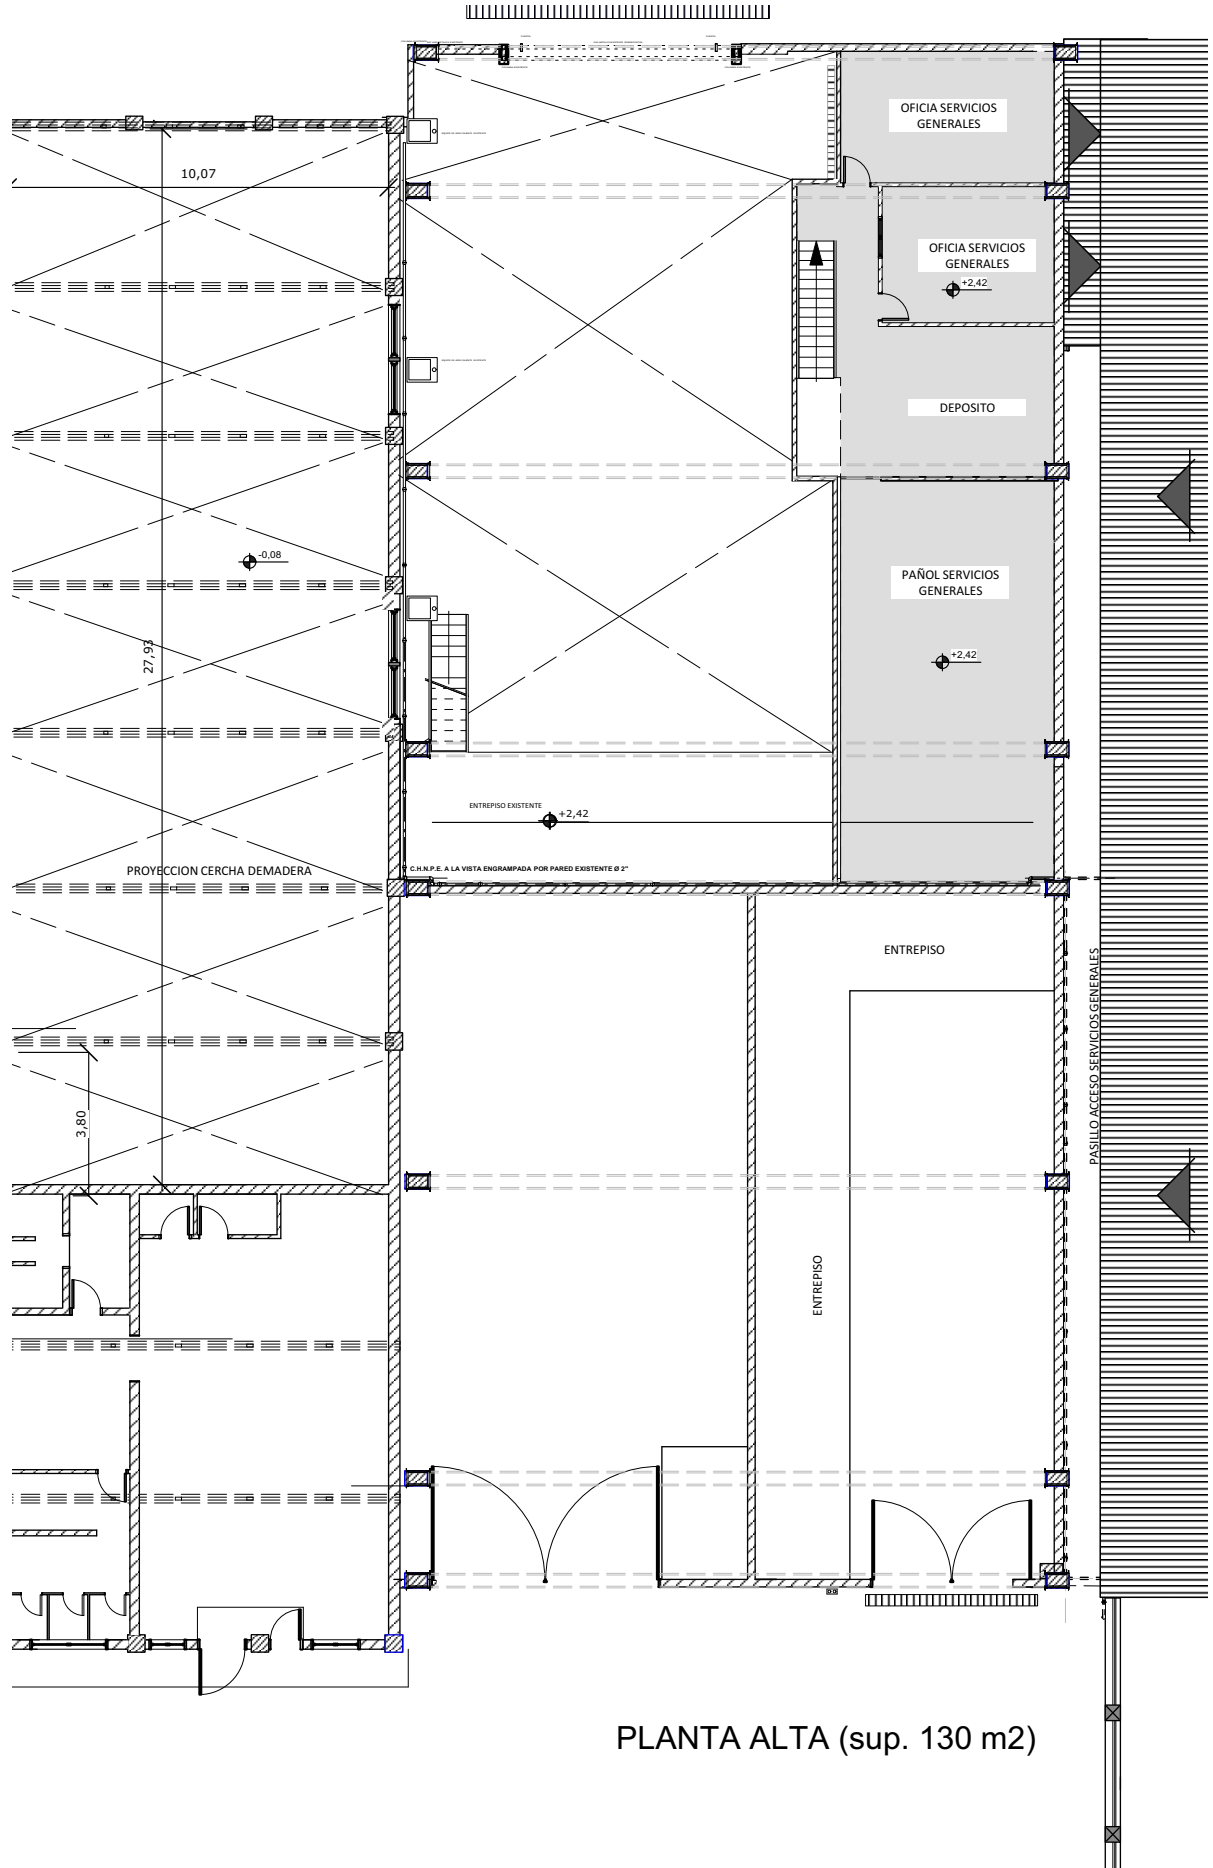 OFICIA SERVICIOS
GENERALES
10,07
OFICIA SERVICIOS
GENERALES
+2,42
DEPOSITO
-0,08
PAÑOL SERVICIOS
GENERALES
27,93
+2,42
ENTREPISO EXISTENTE
+2,42
PROYECCION CERCHA DEMADERA
C.H.N.P.E. A LA VISTA ENGRAMPADA POR PARED EXISTENTE Ø 2"
ENTREPISO
PASILLO ACCESO SERVICIOS GENERALES
3,80
ENTREPISO
PLANTA ALTA (sup. 130 m2)